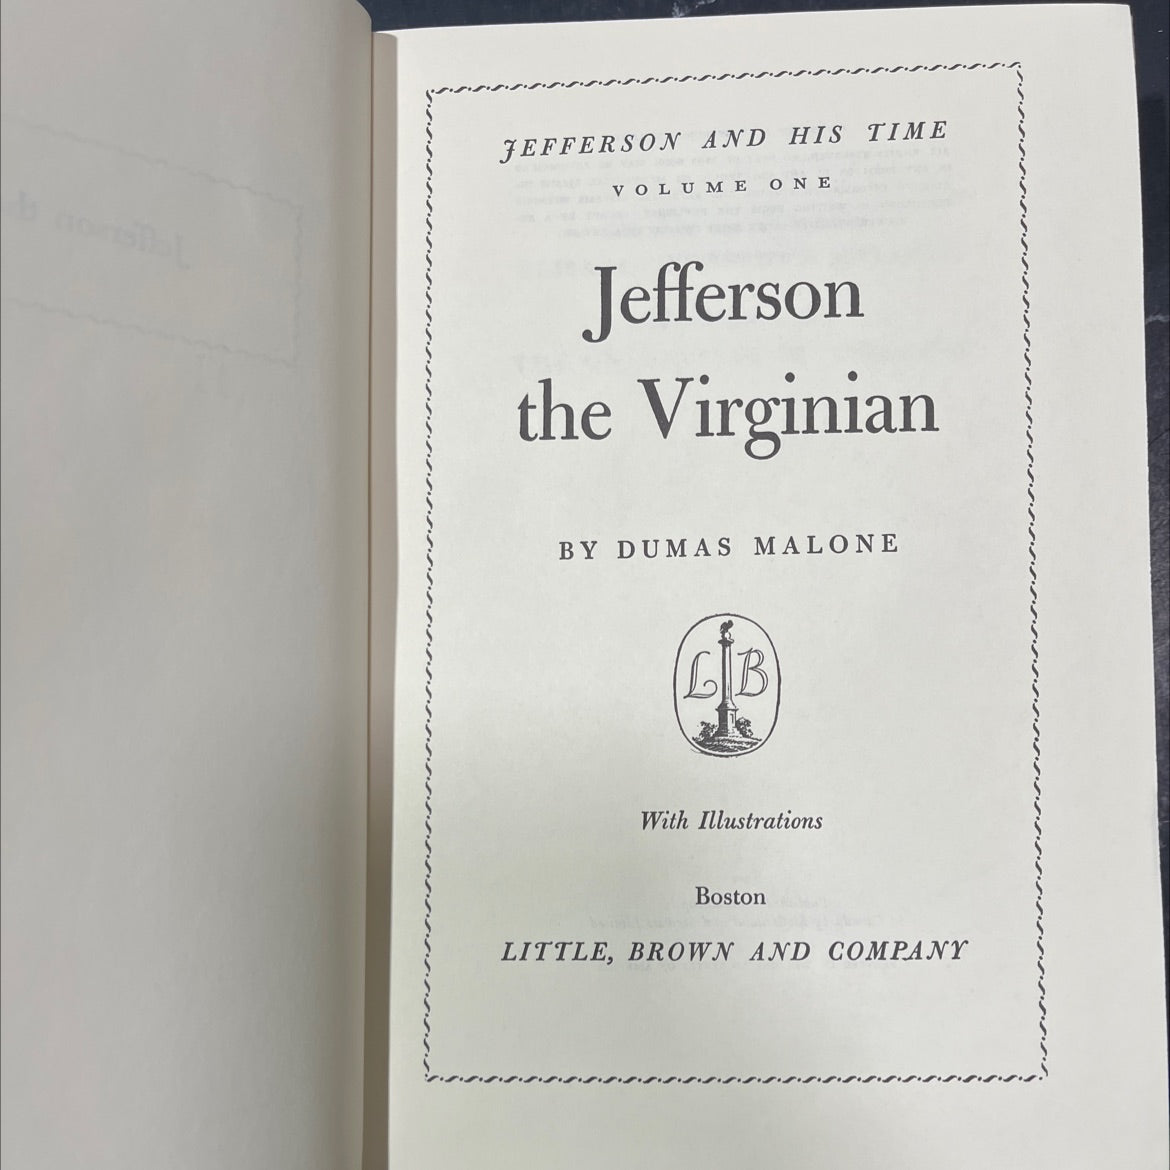 JEFFERSON AND HIS TIME
VOLUME ONE
Jefferson
the Virginian
BY DUMAS MALONE
L B
With Illustrations
Boston
LITTLE, BROWN AND COMPANY